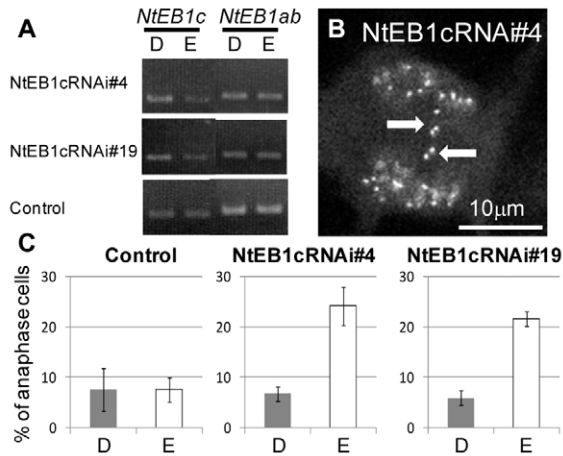 A
NtEB1c NtEB1ab
D E D E
NtEB1cRNAi#4
NtEB1cRNAi#19
Control
B NtEB1cRNAi#4
10μm
C
Control NtEB1cRNAi#4 NtEB1cRNAi#19
% of anaphase cells
30 30 30
20 20 20
10 10 10
0 0 0
D E D E D E